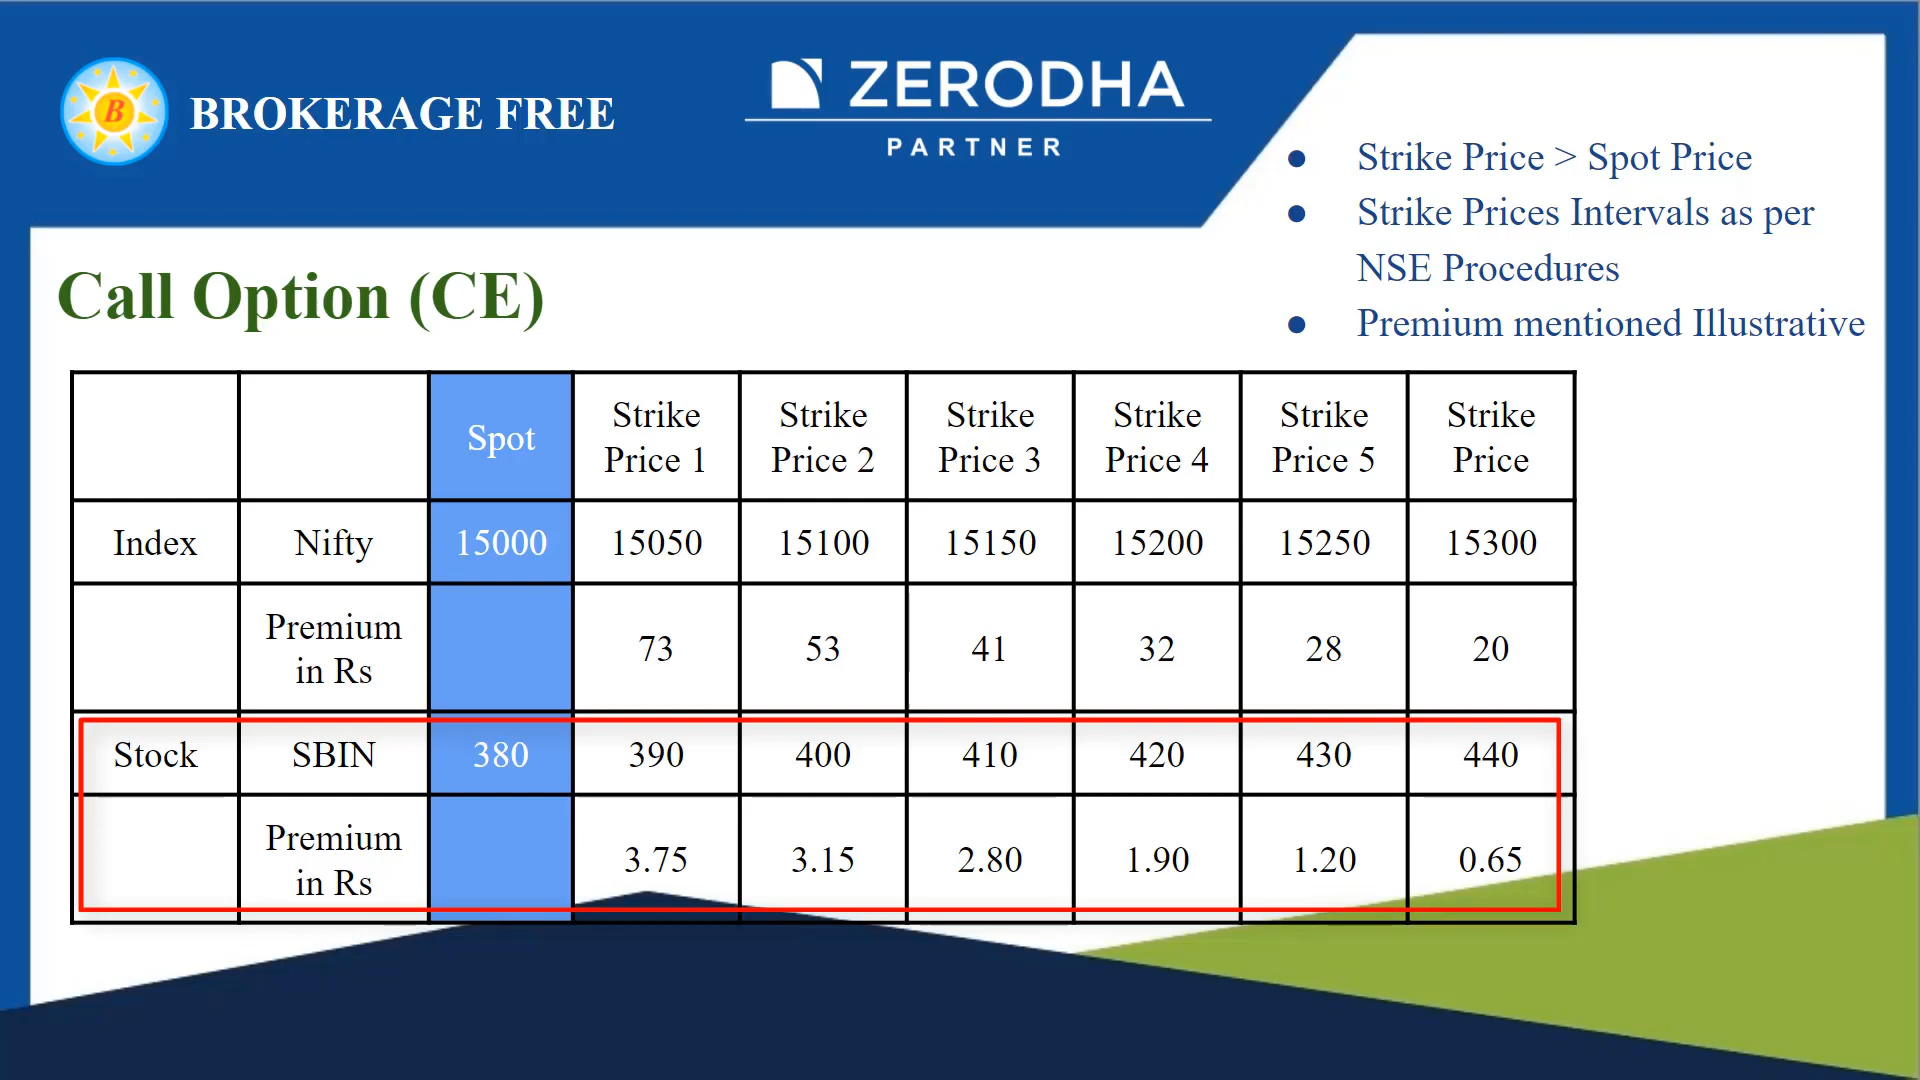 B
BROKERAGE FREE
ZERODHA
PARTNER
● Strike Price > Spot Price
● Strike Prices Intervals as per
NSE Procedures
● Premium mentioned Illustrative
Call Option (CE)
Spot Strike Price 1 Strike Price 2 Strike Price 3 Strike Price 4 Strike Price 5 Strike Price
Index Nifty 15000 15050 15100 15150 15200 15250 15300
Premium in Rs 73 53 41 32 28 20
Stock SBIN 380 390 400 410 420 430 440
Premium in Rs 3.75 3.15 2.80 1.90 1.20 0.65